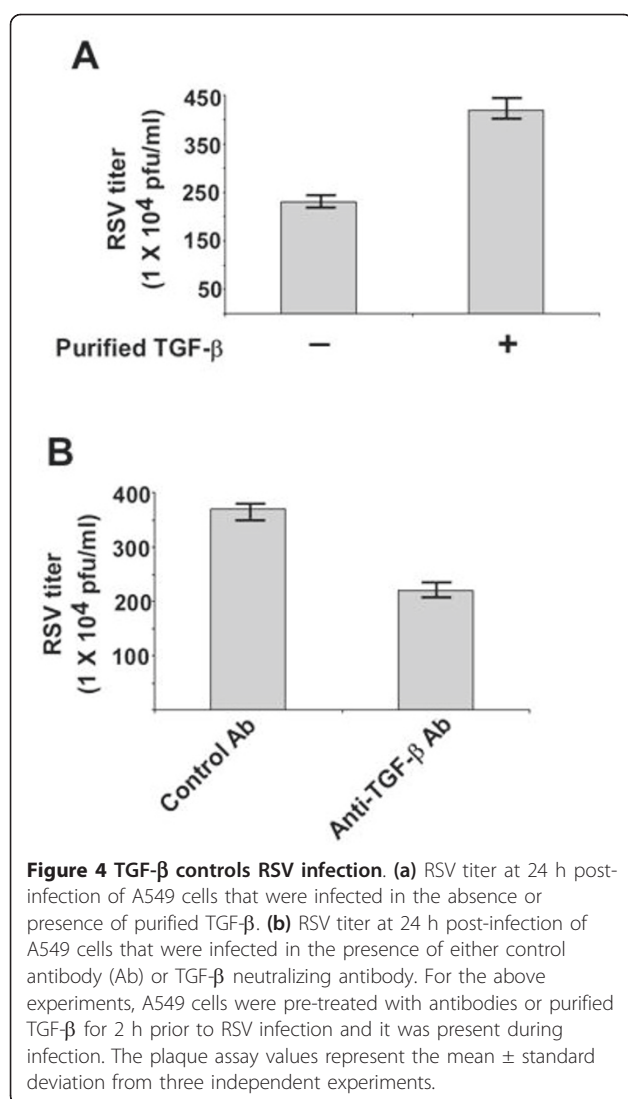 A
450
350
250
150
50
RSV titer
(1 X 10⁴ pfu/ml)
Purified TGF-β − +
B
400
300
200
100
RSV titer
(1 X 10⁴ pfu/ml)
Control Ab
Anti-TGF-β Ab
Figure 4 TGF-β controls RSV infection. (a) RSV titer at 24 h post-
infection of A549 cells that were infected in the absence or
presence of purified TGF-β. (b) RSV titer at 24 h post-infection of
A549 cells that were infected in the presence of either control
antibody (Ab) or TGF-β neutralizing antibody. For the above
experiments, A549 cells were pre-treated with antibodies or purified
TGF-β for 2 h prior to RSV infection and it was present during
infection. The plaque assay values represent the mean ± standard
deviation from three independent experiments.